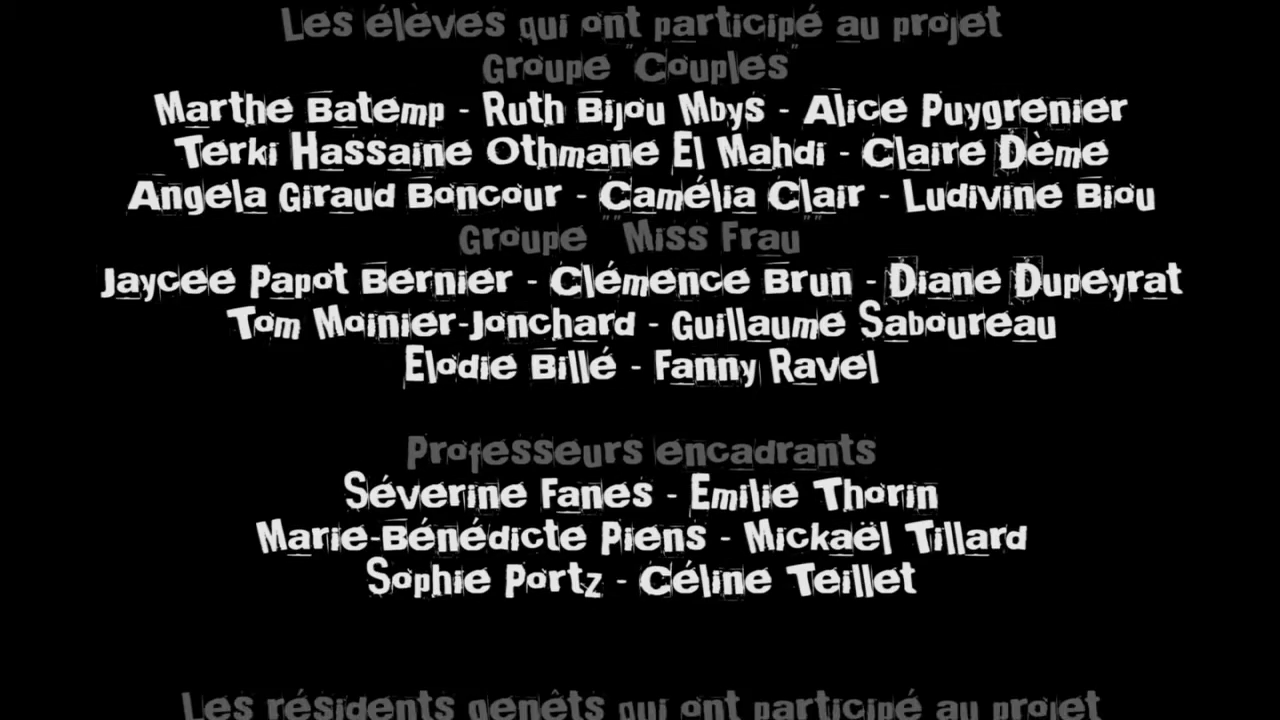 Les élèves qui ont participé au projet
Groupe "Couples"
Marthe Batemp - Ruth Bijou Mbys - Alice Puygrenier
Terki Hassaine Othmane El Mahdi - Claire Dème
Angela Giraud Boncour - Camélia Clair - Ludivine Biou
Groupe ""Miss Frau""
Jaycee Papot Bernier - Clémence Brun - Diane Dupeyrat
Tom Moinier-Jonchard - Guillaume Saboureau
Elodie Billé - Fanny Ravel
Professeurs encadrants
Séverine Fanes - Emilie Thorin
Marie-Bénédicte Piens - Mickaël Tillard
Sophie Portz - Céline Teillet
Les résidents genêts qui ont participé au projet